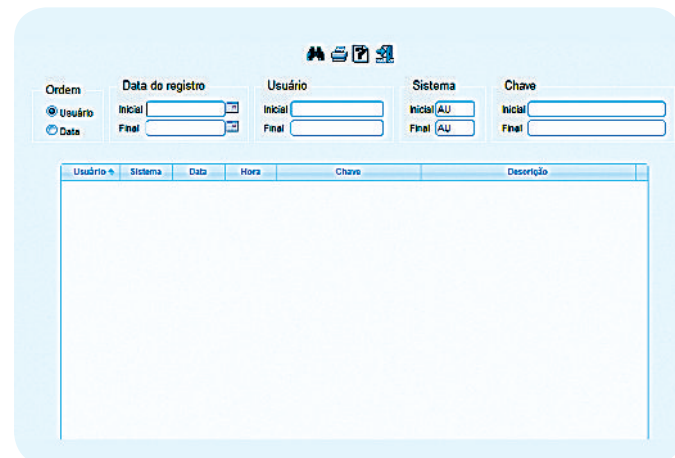 Ordem
Data do registro
Usuário
Sistema
Chave
Usuário
Inicial
Inicial
Inicial AU
Inicial
Data
Final
Final
Final AU
Final
Usuário Sistema Data Hora Chave Descrição